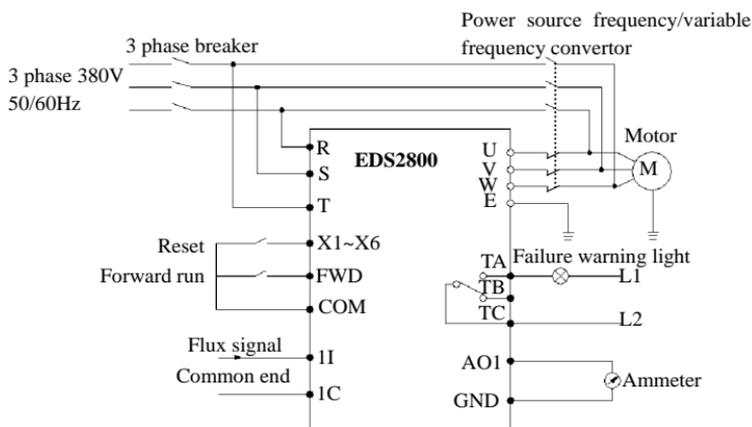 Power source frequency/variable
frequency convertor
3 phase breaker
3 phase 380V
50/60Hz
Motor
M
R
S
T
EDS2800
U
V
W
E
Reset
X1~X6
Forward run
FWD
COM
TA
Failure warning light
L1
TB
TC
L2
Flux signal
1I
Common end
1C
AO1
Ammeter
GND